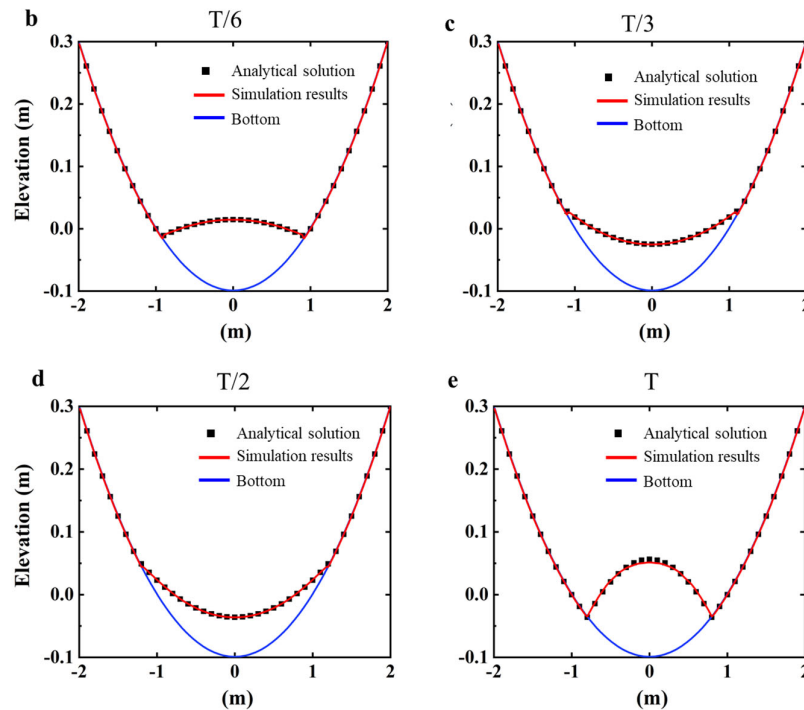 b
T/6
Elevation (m)
0.3
0.2
0.1
0.0
-0.1
-2
-1
0
1
2
(m)
Analytical solution
Simulation results
Bottom
c
T/3
0.3
0.2
0.1
0.0
-0.1
-2
-1
0
1
2
(m)
Analytical solution
Simulation results
Bottom
d
T/2
Elevation (m)
0.3
0.2
0.1
0.0
-0.1
-2
-1
0
1
2
(m)
Analytical solution
Simulation results
Bottom
e
T
0.3
0.2
0.1
0.0
-0.1
-2
-1
0
1
2
(m)
Analytical solution
Simulation results
Bottom